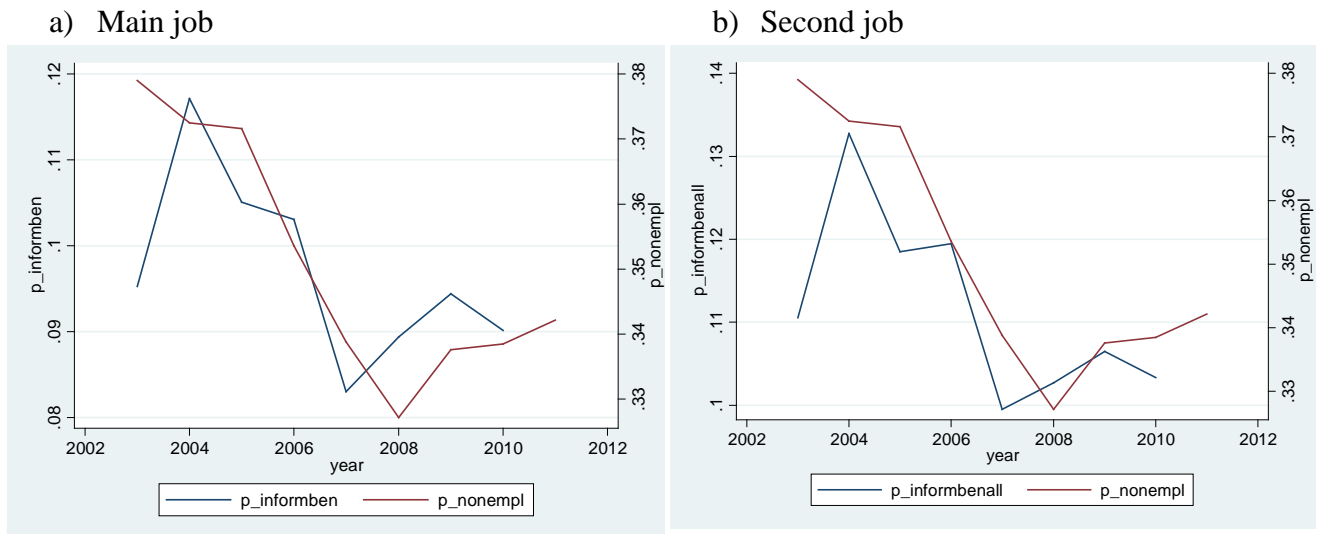 a) Main job
.12
.11
.1
.09
.08
p_informben
.38
.37
.36
.35
.34
.33
p_nonempl
2002 2004 2006 2008 2010 2012
year
p_informben p_nonempl
b) Second job
.14
.13
.12
.11
.1
p_informbenall
.38
.37
.36
.35
.34
.33
p_nonempl
2002 2004 2006 2008 2010 2012
year
p_informbenall p_nonempl